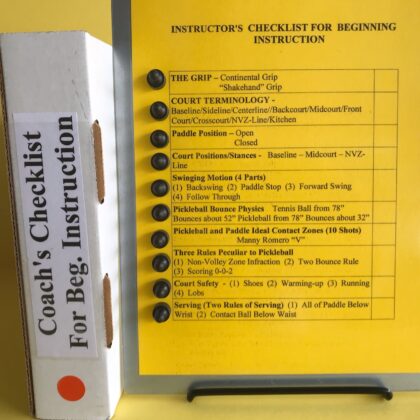 Coach's Checklist
For Beg. Instruction
INSTRUCTOR'S CHECKLIST FOR BEGINNING
INSTRUCTION
THE GRIP – Continental Grip
"Shakehand" Grip
COURT TERMINOLOGY -
Baseline/Sideline/Centerline//Backcourt/Midcourt/Front
Court/Crosscourt/NVZ-Line/Kitchen
Paddle Position – Open
Closed
Court Positions/Stances - Baseline – Midcourt – NVZ-
Line
Swinging Motion (4 Parts)
(1) Backswing (2) Paddle Stop (3) Forward Swing
(4) Follow Through
Pickleball Bounce Physics Tennis Ball from 78"
Bounces about 52" Pickleball from 78" Bounces about 32"
Pickleball and Paddle Ideal Contact Zones (10 Shots)
Manny Romero "V"
Three Rules Peculiar to Pickleball
(1) Non-Volley Zone Infraction (2) Two Bounce Rule
(3) Scoring 0-0-2
Court Safety - (1) Shoes (2) Warming-up (3) Running
(4) Lobs
Serving (Two Rules of Serving) (1) All of Paddle Below
Wrist (2) Contact Ball Below Waist